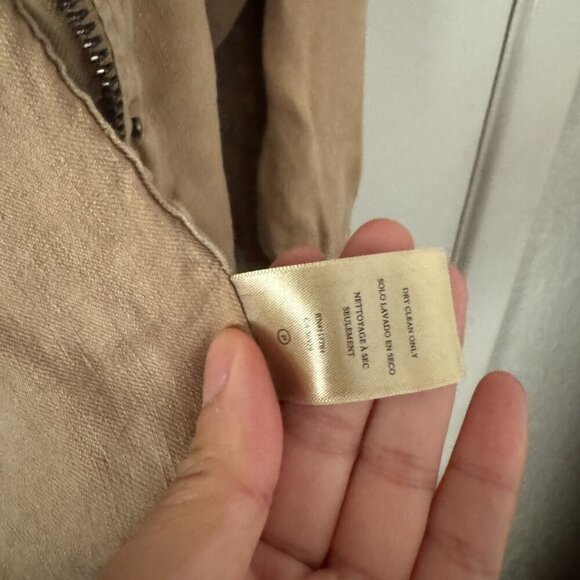 DRY CLEAN ONLY
SOLO LAVADO EN SECO
NETTOYAGE À SEC
SEULEMENT
P